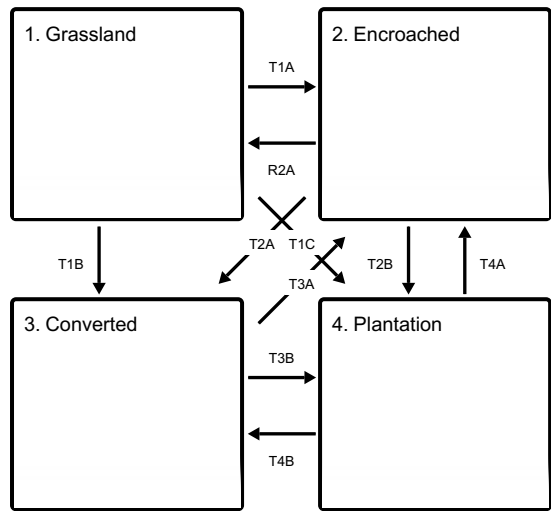 1. Grassland
2. Encroached
T1A
R2A
T2A
T1C
T1B
T3A
T2B
T4A
3. Converted
4. Plantation
T3B
T4B